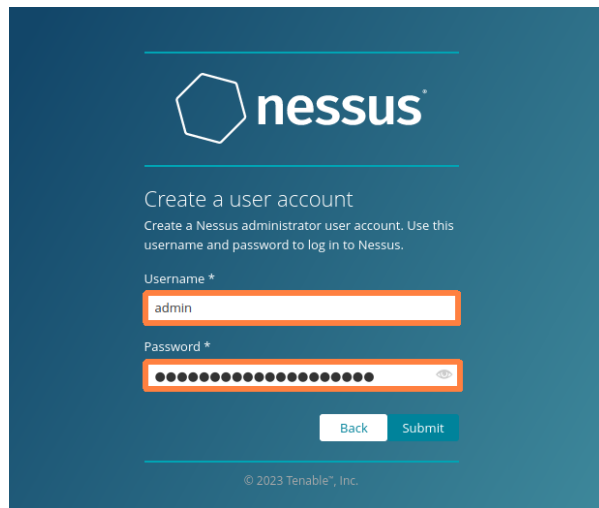 nessus®
Create a user account
Create a Nessus administrator user account. Use this
username and password to log in to Nessus.
Username *
admin
Password *
●●●●●●●●●●●●●●●●●●●●
Back Submit
© 2023 Tenable™, Inc.